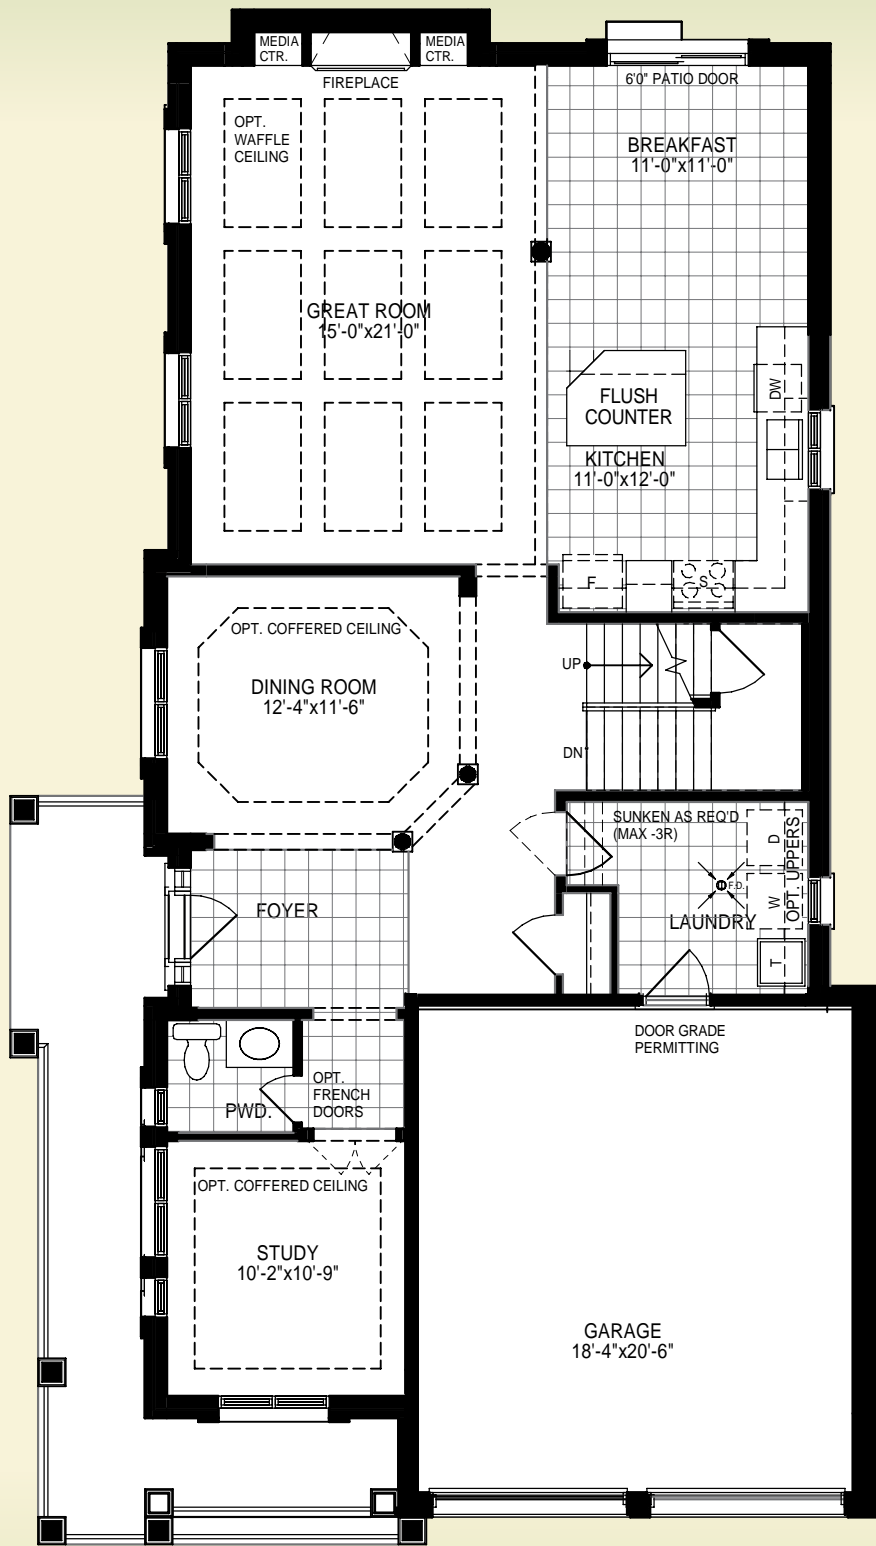 MEDIA
CTR.
MEDIA
CTR.
FIREPLACE
6'0" PATIO DOOR
OPT.
WAFFLE
CEILING
BREAKFAST
11'-0"x11'-0"
GREAT ROOM
15'-0"x21'-0"
FLUSH
COUNTER
DW
KITCHEN
11'-0"x12'-0"
F
S
OPT. COFFERED CEILING
UP
DINING ROOM
12'-4"x11'-6"
DN
SUNKEN AS REQ'D
(MAX -3R)
D
OPT. UPPERS
F.D.
W
FOYER
LAUNDRY
T
DOOR GRADE
PERMITTING
OPT.
FRENCH
DOORS
PWD.
OPT. COFFERED CEILING
STUDY
10'-2"x10'-9"
GARAGE
18'-4"x20'-6"